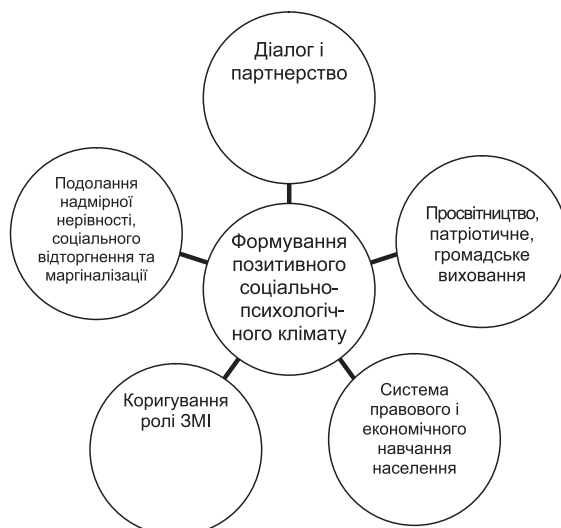 Діалог і
партнерство
Подолання
надмірної
нерівності,
соціального
відторгнення та
маргіналізації
Просвітництво,
патріотичне,
громадське
виховання
Формування
позитивного
соціально-
психологіч-
ного клімату
Коригування
ролі ЗМІ
Система
правового і
економічного
навчання
населення